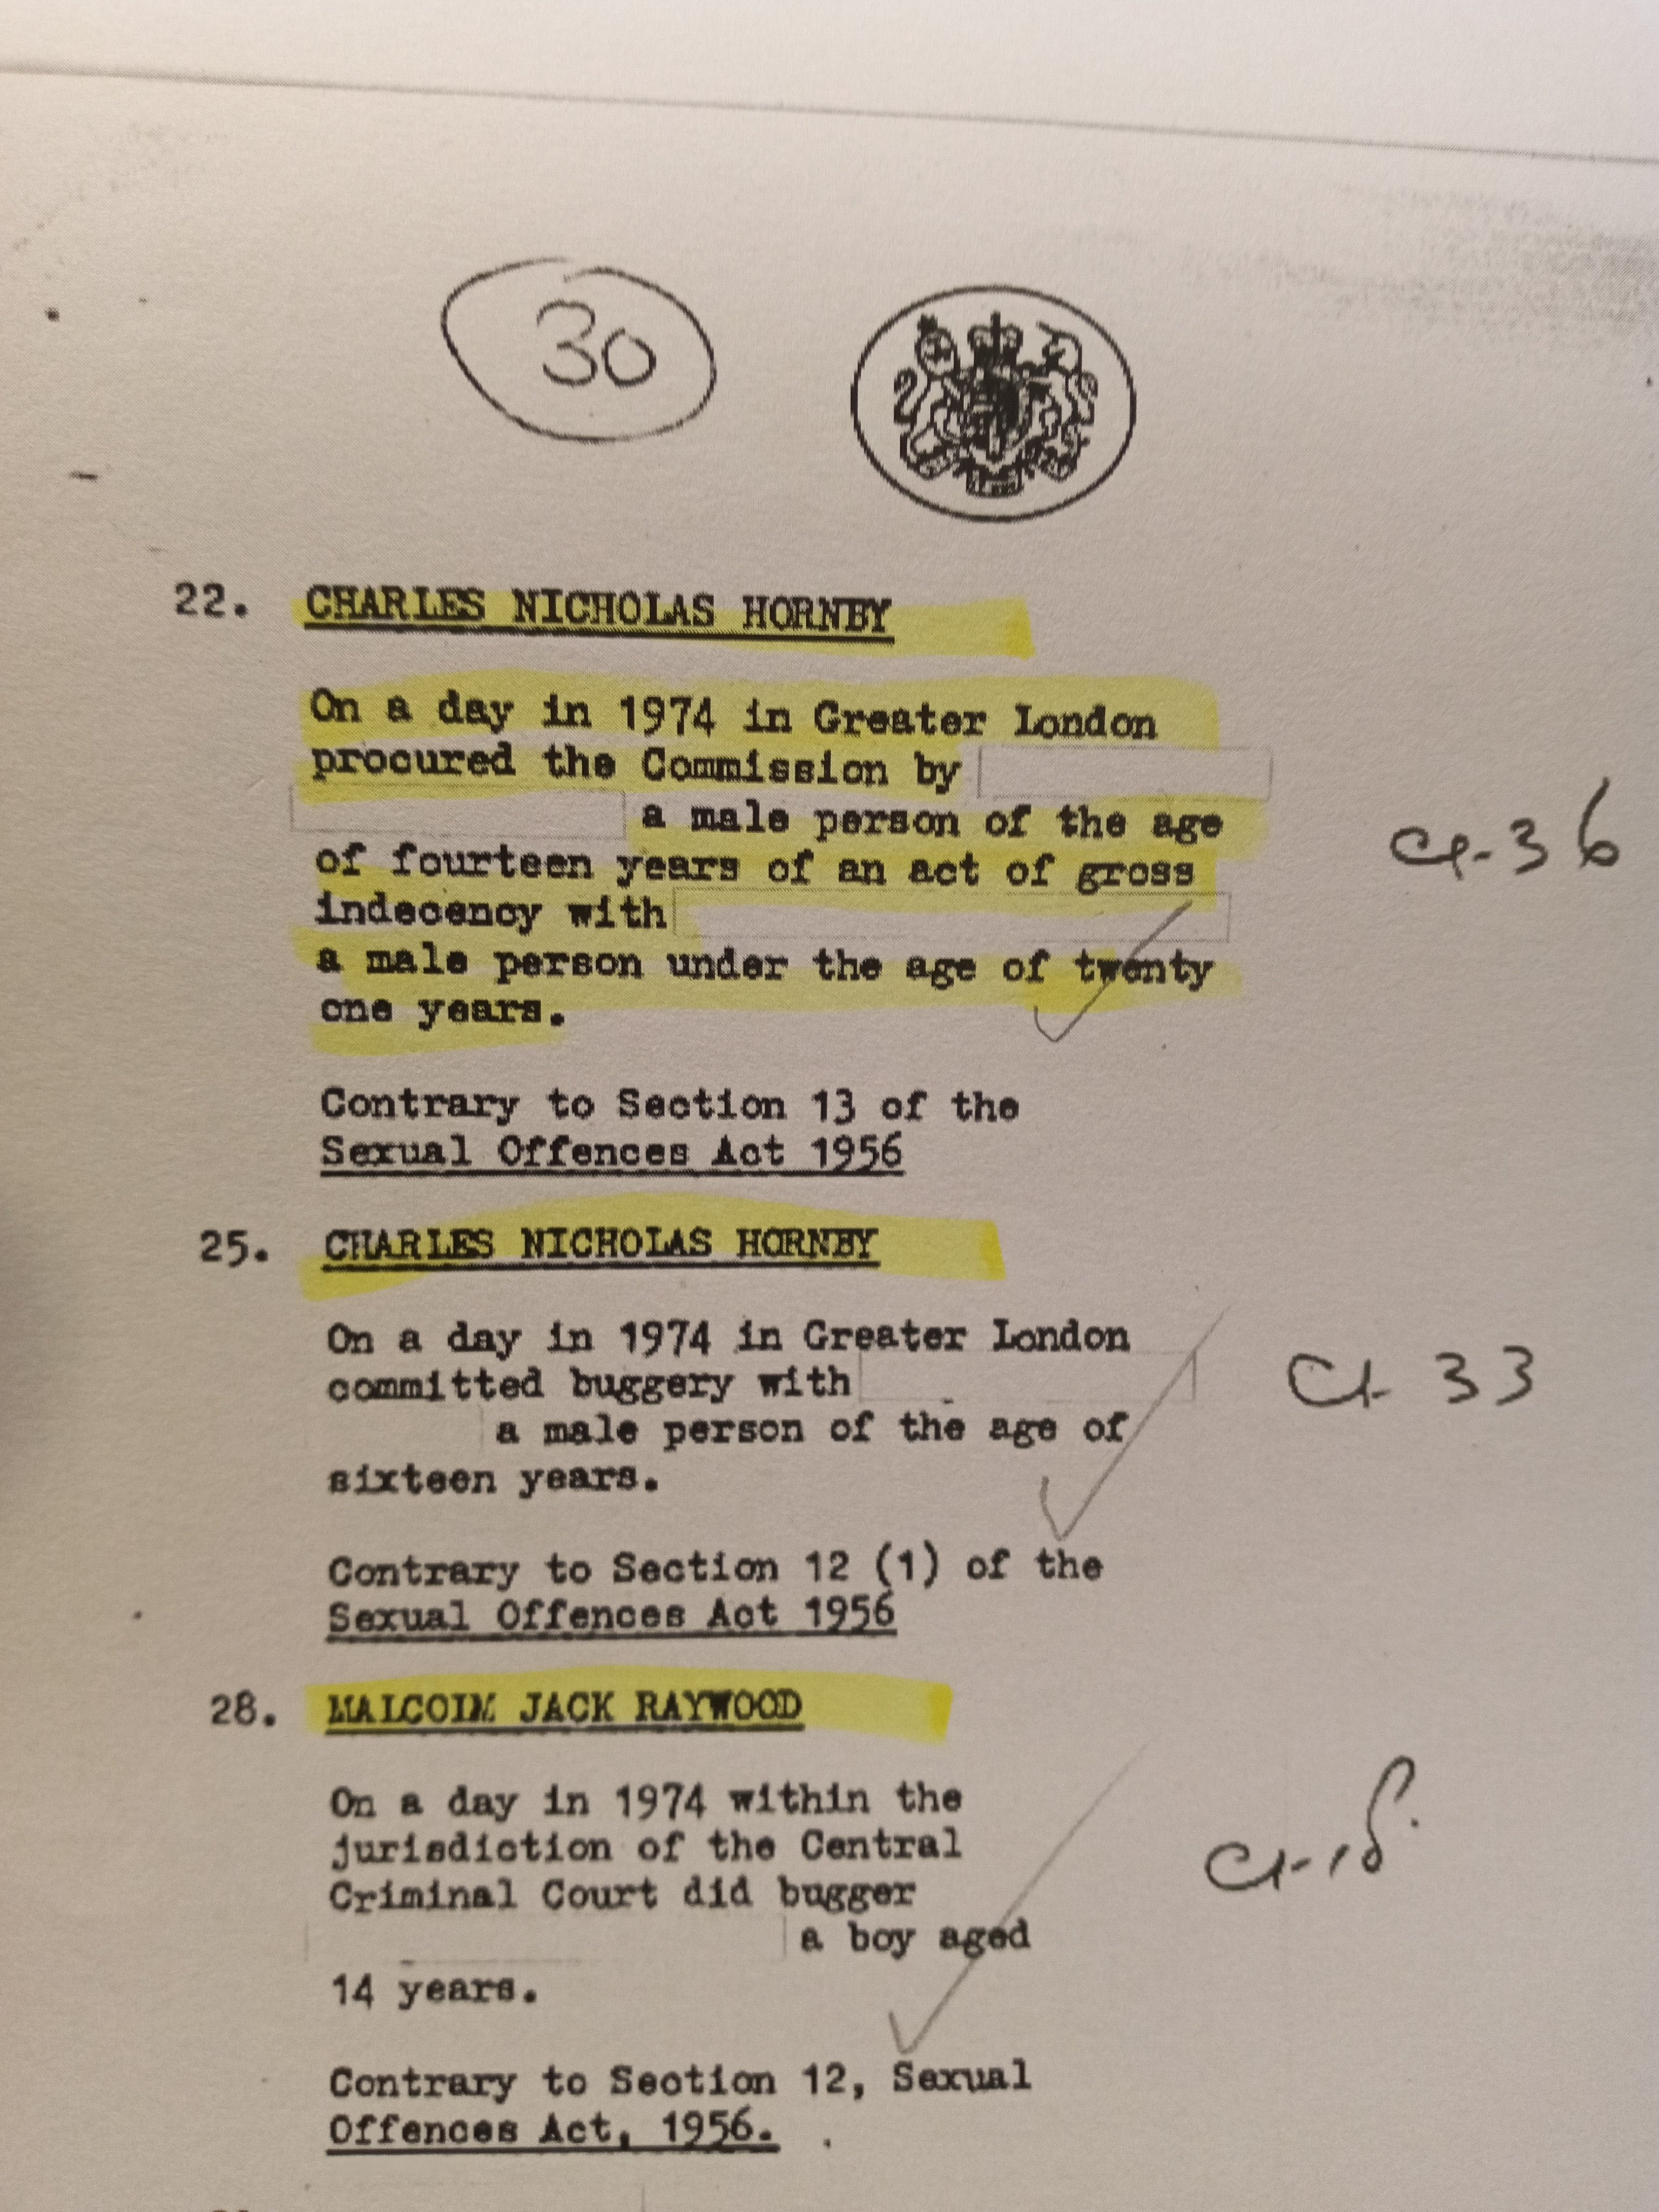 30
22. CHARLES NICHOLAS HORNBY
On a day in 1974 in Greater London
procured the Commission by
a male person of the age
of fourteen years of an act of gross
indecency with
a male person under the age of twenty
one years.
Contrary to Section 13 of the
Sexual Offences Act 1956
25. CHARLES NICHOLAS HORNBY
On a day in 1974 in Greater London
committed buggery with
a male person of the age of
sixteen years.
Contrary to Section 12 (1) of the
Sexual Offences Act 1956
Ct 33
28. MALCOLM JACK RAYWOOD
On a day in 1974 within the
jurisdiction of the Central
Criminal Court did bugger
a boy aged
14 years.
Contrary to Section 12, Sexual
Offences Act, 1956.